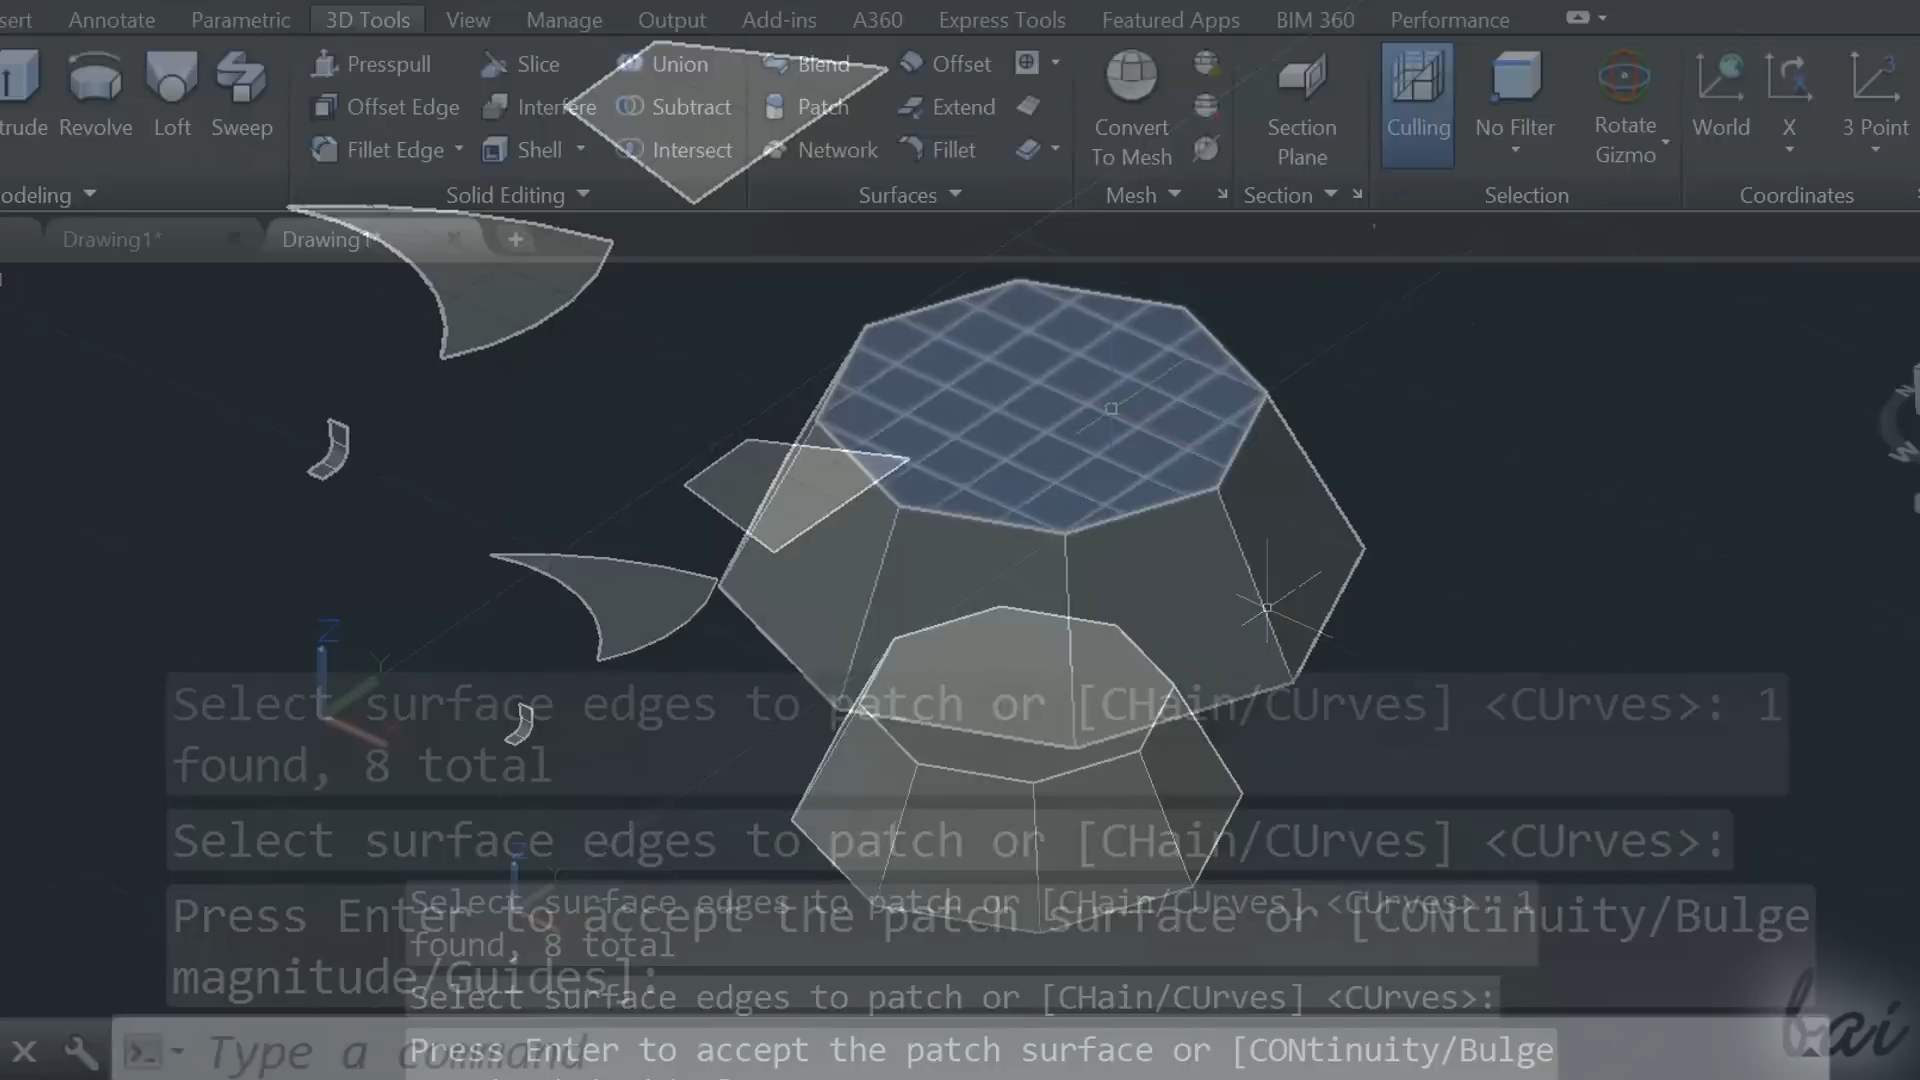 sert Annotate Parametric 3D Tools View Manage Output Add-ins A360 Express Tools Featured Apps BIM 360 Performance
Presspull Slice Union Blend Offset
trude Revolve Loft Sweep Offset Edge Interfere Subtract Patch Extend Convert To Mesh Section Plane Culling No Filter Rotate Gizmo World X 3 Point
Fillet Edge Shell Intersect Network Fillet
odeling Solid Editing Surfaces Mesh Section Selection Coordinates
Drawing1* Drawing1*
N
W
Z
Y
Select surface edges to patch or [CHain/CUrves] <CUrves>: 1
found, 8 total
Select surface edges to patch or [CHain/CUrves] <CUrves>:
Press Enter to accept the patch surface or [CONtinuity/Bulge
magnitude/Guides]:
Select surface edges to patch or [CHain/CUrves] <CUrves>: 1
found, 8 total
Select surface edges to patch or [CHain/CUrves] <CUrves>:
Type a command
Press Enter to accept the patch surface or [CONtinuity/Bulge
bai